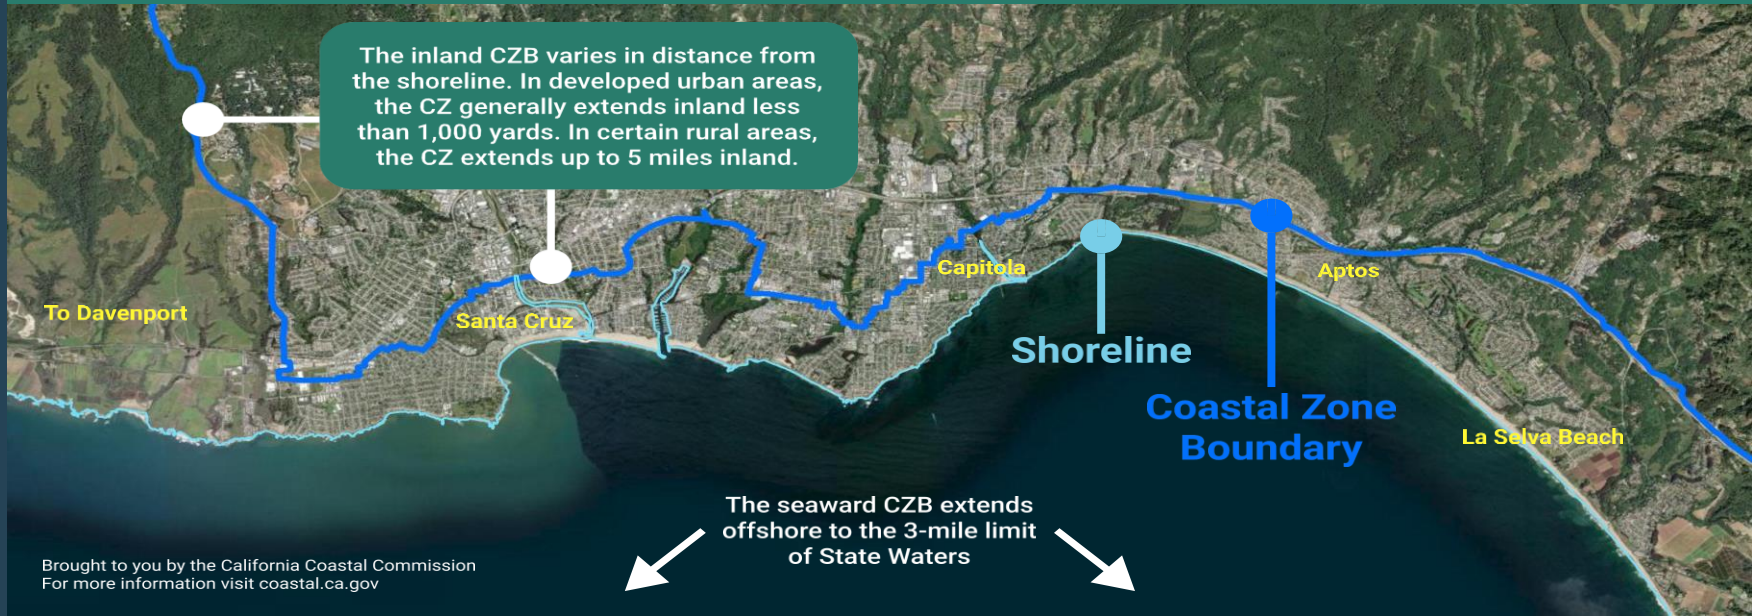 The inland CZB varies in distance from
the shoreline. In developed urban areas,
the CZ generally extends inland less
than 1,000 yards. In certain rural areas,
the CZ extends up to 5 miles inland.
To Davenport
Santa Cruz
Capitola
Aptos
Shoreline
Coastal Zone
Boundary
La Selva Beach
The seaward CZB extends
offshore to the 3-mile limit
of State Waters
Brought to you by the California Coastal Commission
For more information visit coastal.ca.gov